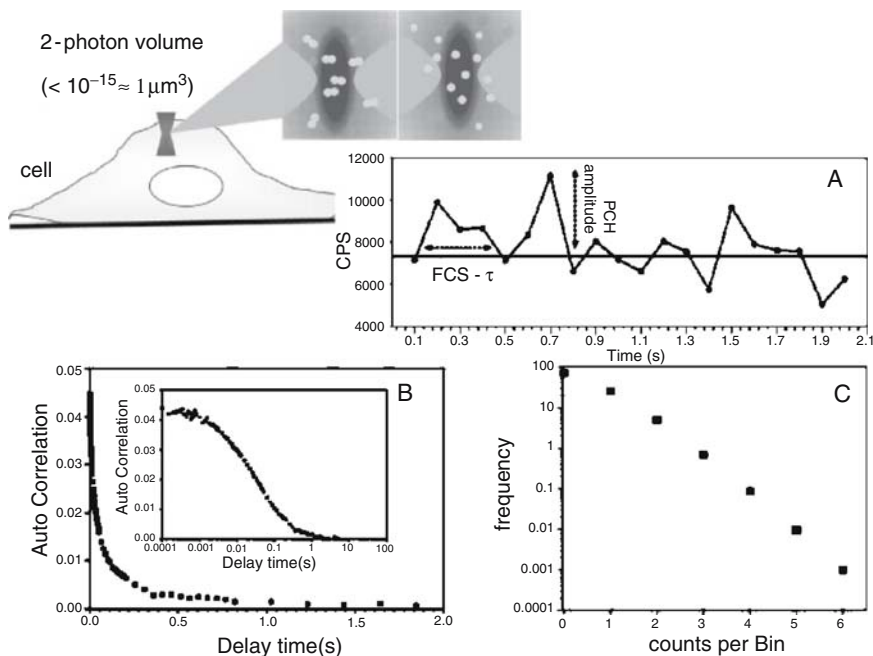 2-photon volume
(< 10⁻¹⁵ ≈ 1 μm³)
cell
A
12000
10000
8000
6000
4000
CPS
PCH
amplitude
FCS - τ
0.1 0.3 0.5 0.7 0.9 1.1 1.3 1.5 1.7 1.9 2.1
Time (s)
B
0.05
0.04
0.03
0.02
0.01
0.00
Auto Correlation
0.0 0.5 1.0 1.5 2.0
Delay time(s)
0.05
0.04
0.03
0.02
0.01
0.00
Auto Correlation
0.0001 0.001 0.01 0.1 1 10 100
Delay time(s)
C
100
10
1
0.1
0.01
0.001
0.0001
frequency
0 1 2 3 4 5 6
counts per Bin